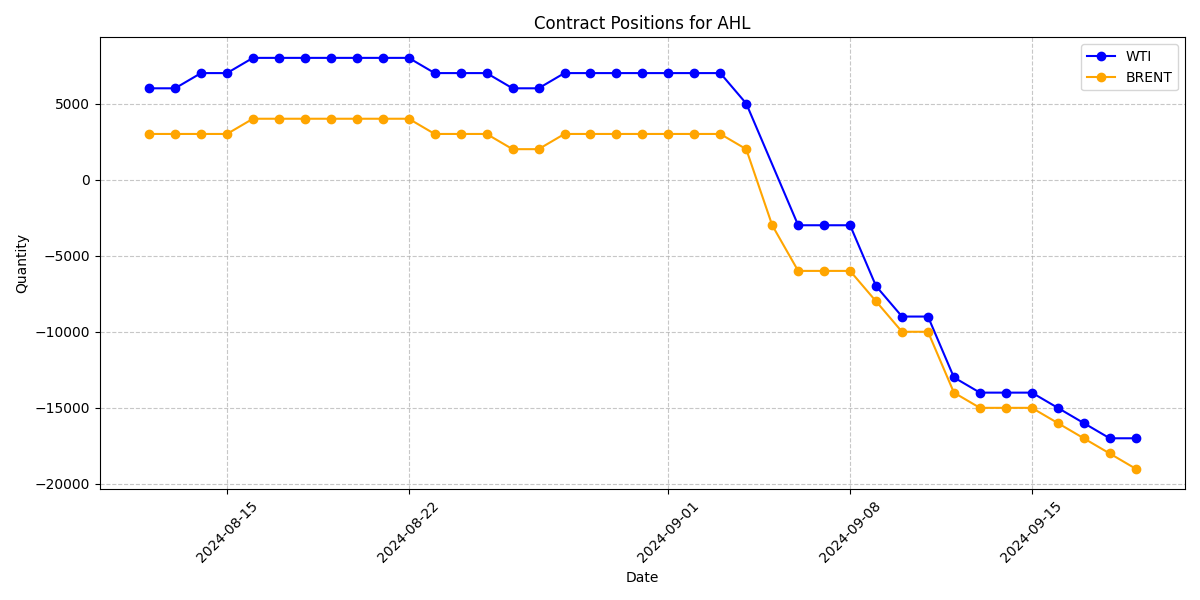 Contract Positions for AHL
WTI
BRENT
Quantity
5000
0
−5000
−10000
−15000
−20000
2024-08-15
2024-08-22
2024-09-01
2024-09-08
2024-09-15
Date